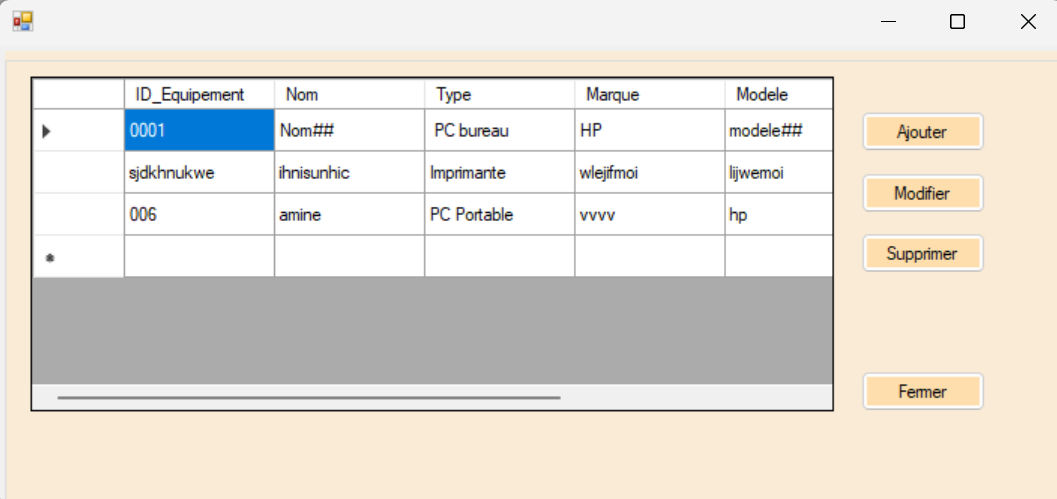 ID_Equipement Nom Type Marque Modele
0001 Nom## PC bureau HP modele##
sjdkhnukwe ihnisunhic Imprimante wlejifmoi lijwemoi
006 amine PC Portable vvvv hp
Ajouter
Modifier
Supprimer
Fermer